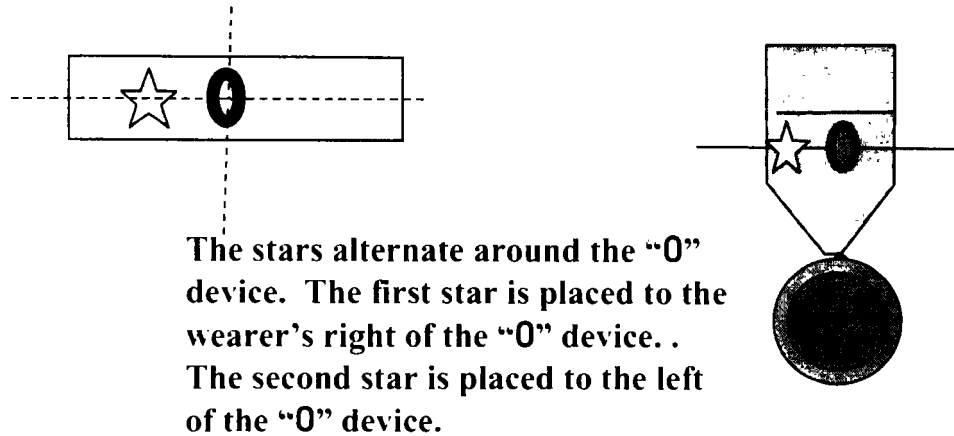 The stars alternate around the “O”
device. The first star is placed to the
wearer’s right of the “O” device. .
The second star is placed to the left
of the “O” device.